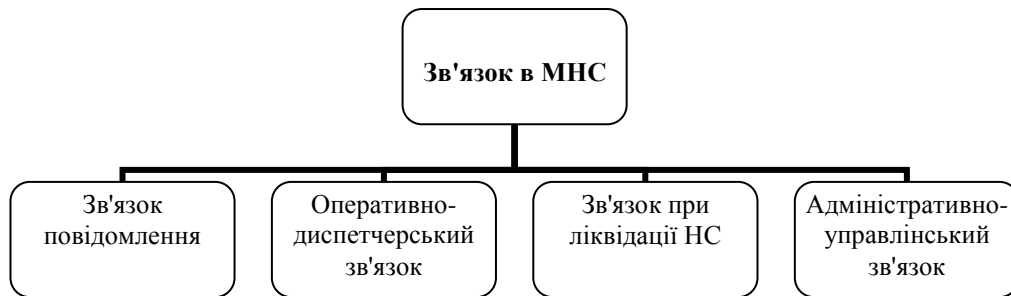 Зв'язок в МНС
Зв'язок
повідомлення
Оперативно-
диспетчерський
зв'язок
Зв'язок при
ліквідації НС
Адміністративно-
управлінський
зв'язок